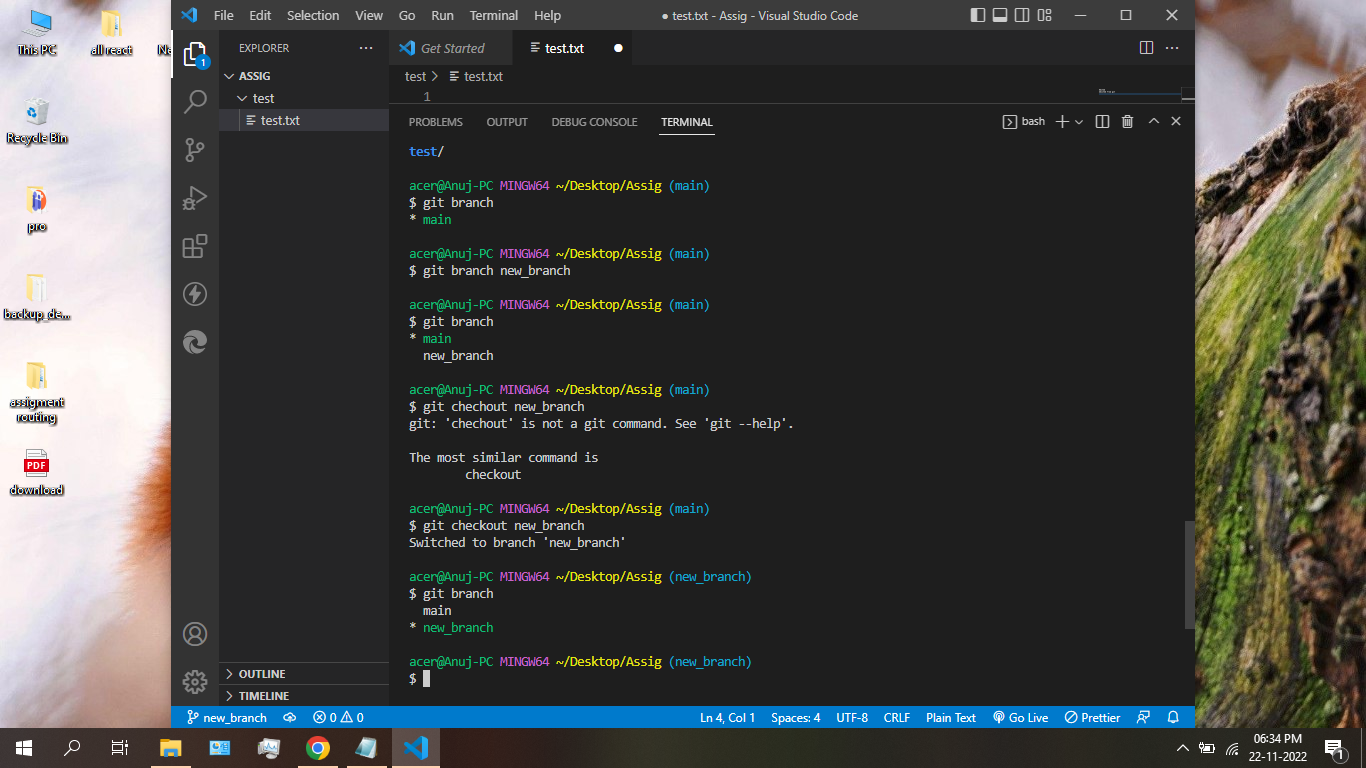 This PC
all react
Ne
Recycle Bin
pro
backup_de...
assigment
routing
PDF
download
File Edit Selection View Go Run Terminal Help
● test.txt - Assig - Visual Studio Code
1
EXPLORER
ASSIG
test
test.txt
OUTLINE
TIMELINE
Get Started
test.txt
test > test.txt
1
PROBLEMS OUTPUT DEBUG CONSOLE TERMINAL
bash
test/
acer@Anuj-PC MINGW64 ~/Desktop/Assig (main)
$ git branch
* main
acer@Anuj-PC MINGW64 ~/Desktop/Assig (main)
$ git branch new_branch
acer@Anuj-PC MINGW64 ~/Desktop/Assig (main)
$ git branch
* main
new_branch
acer@Anuj-PC MINGW64 ~/Desktop/Assig (main)
$ git chechout new_branch
git: 'chechout' is not a git command. See 'git --help'.
The most similar command is
checkout
acer@Anuj-PC MINGW64 ~/Desktop/Assig (main)
$ git checkout new_branch
Switched to branch 'new_branch'
acer@Anuj-PC MINGW64 ~/Desktop/Assig (new_branch)
$ git branch
main
* new_branch
acer@Anuj-PC MINGW64 ~/Desktop/Assig (new_branch)
$
new_branch 0 0 Ln 4, Col 1 Spaces: 4 UTF-8 CRLF Plain Text Go Live Prettier
06:34 PM
22-11-2022
1